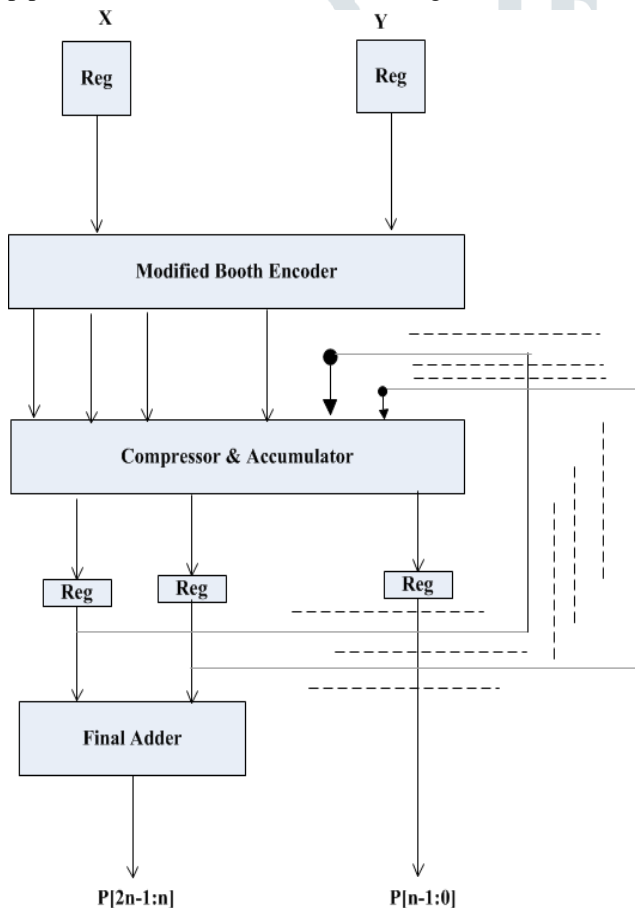 X
Y
Reg
Reg
Modified Booth Encoder
Compressor & Accumulator
Reg
Reg
Reg
Final Adder
P[2n-1:n]
P[n-1:0]